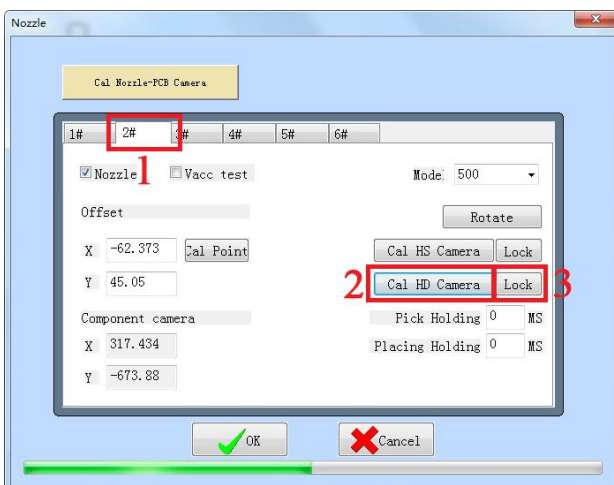 Nozzle
Cal Nozzle-PCB Camera
1# 2# 3# 4# 5# 6#
Nozzle 1 Vacc test Mode: 500
Offset Rotate
X -62.373 Cal Point Cal HS Camera Lock
Y 45.05 2 Cal HD Camera Lock 3
Component camera Pick Holding 0 MS
X 317.434 Placing Holding 0 MS
Y -673.88
OK Cancel